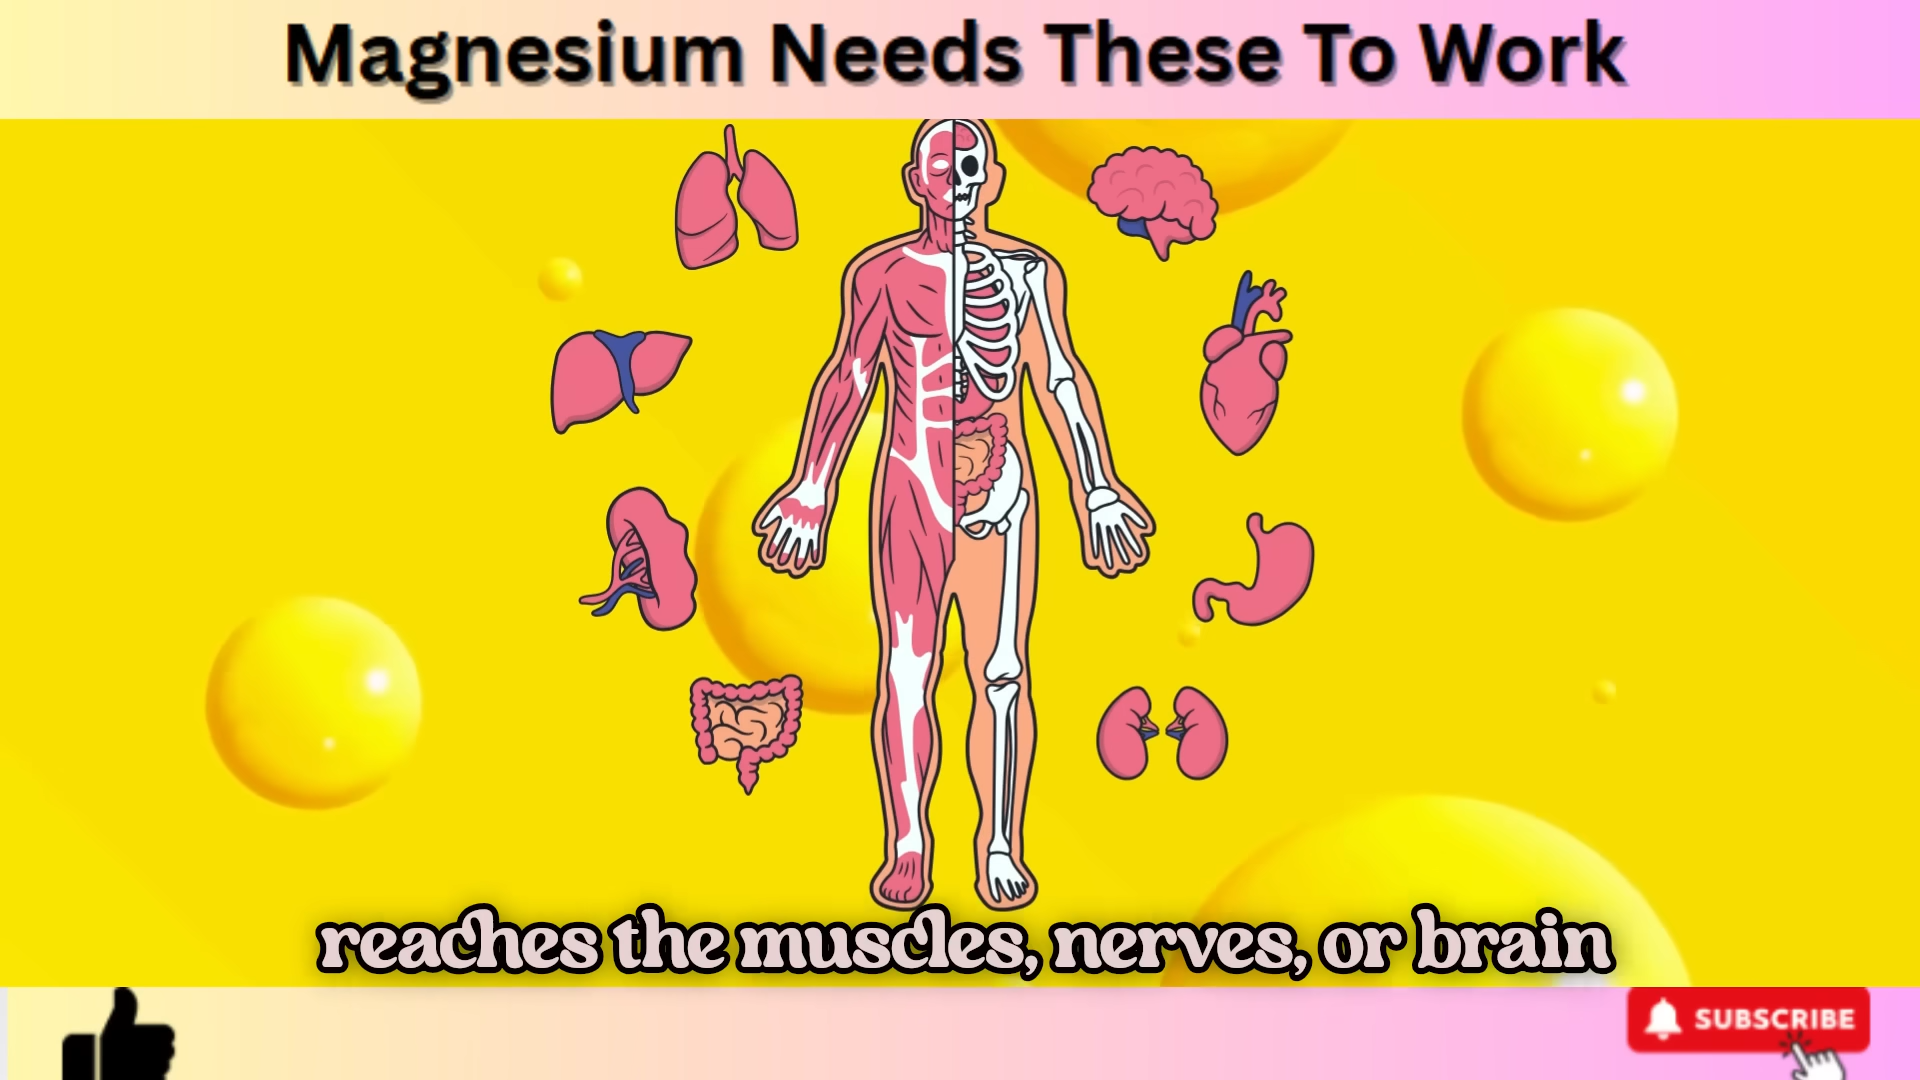 Magnesium Needs These To Work
reaches the muscles, nerves, or brain
SUBSCRIBE